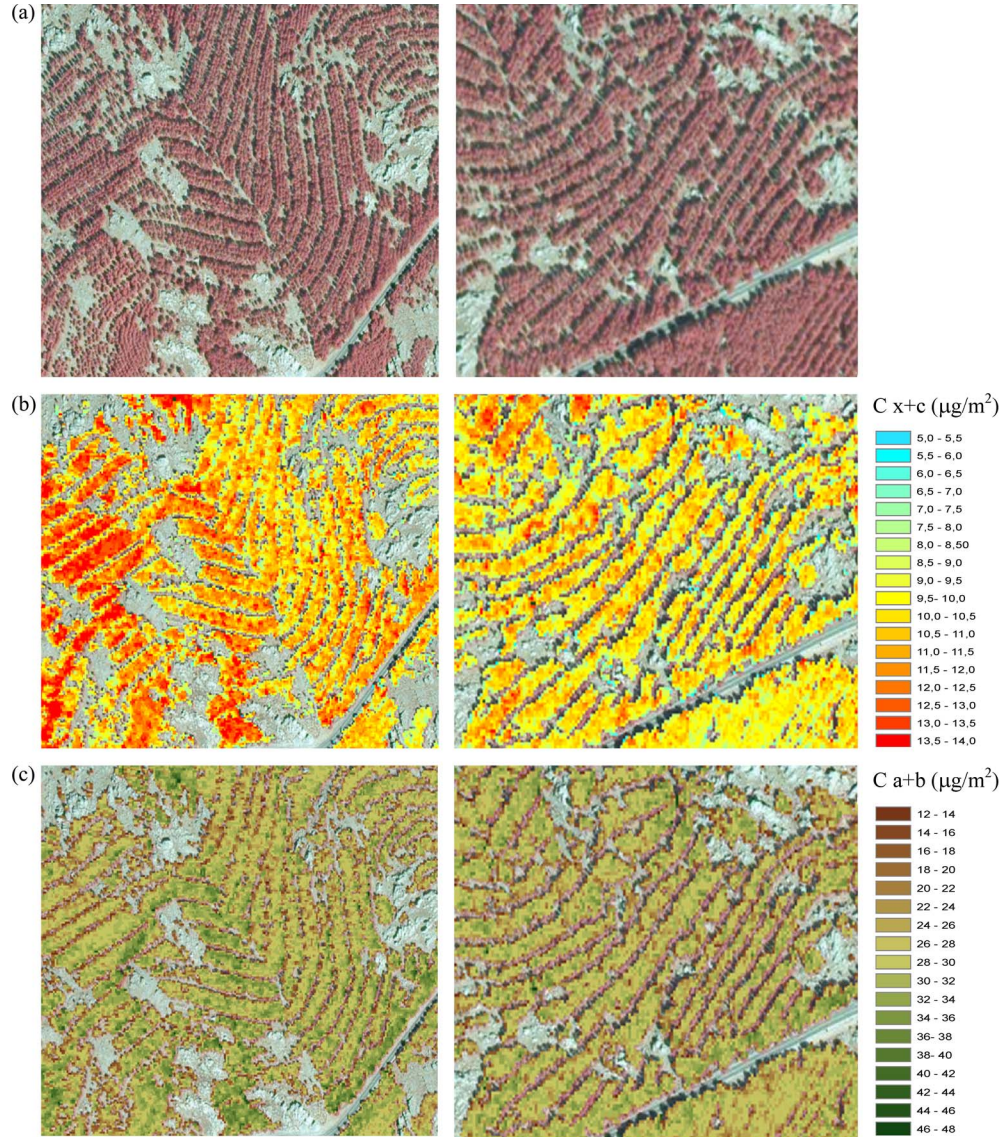 (a)
(b)
C x+c (μg/m²)
5,0 - 5,5
5,5 - 6,0
6,0 - 6,5
6,5 - 7,0
7,0 - 7,5
7,5 - 8,0
8,0 - 8,50
8,5 - 9,0
9,0 - 9,5
9,5- 10,0
10,0 - 10,5
10,5 - 11,0
11,0 - 11,5
11,5 - 12,0
12,0 - 12,5
12,5 - 13,0
13,0 - 13,5
13,5 - 14,0
(c)
C a+b (μg/m²)
12 - 14
14 - 16
16 - 18
18 - 20
20 - 22
22 - 24
24 - 26
26 - 28
28 - 30
30 - 32
32 - 34
34 - 36
36 - 38
38- 40
40 - 42
42 - 44
44 - 46
46 - 48